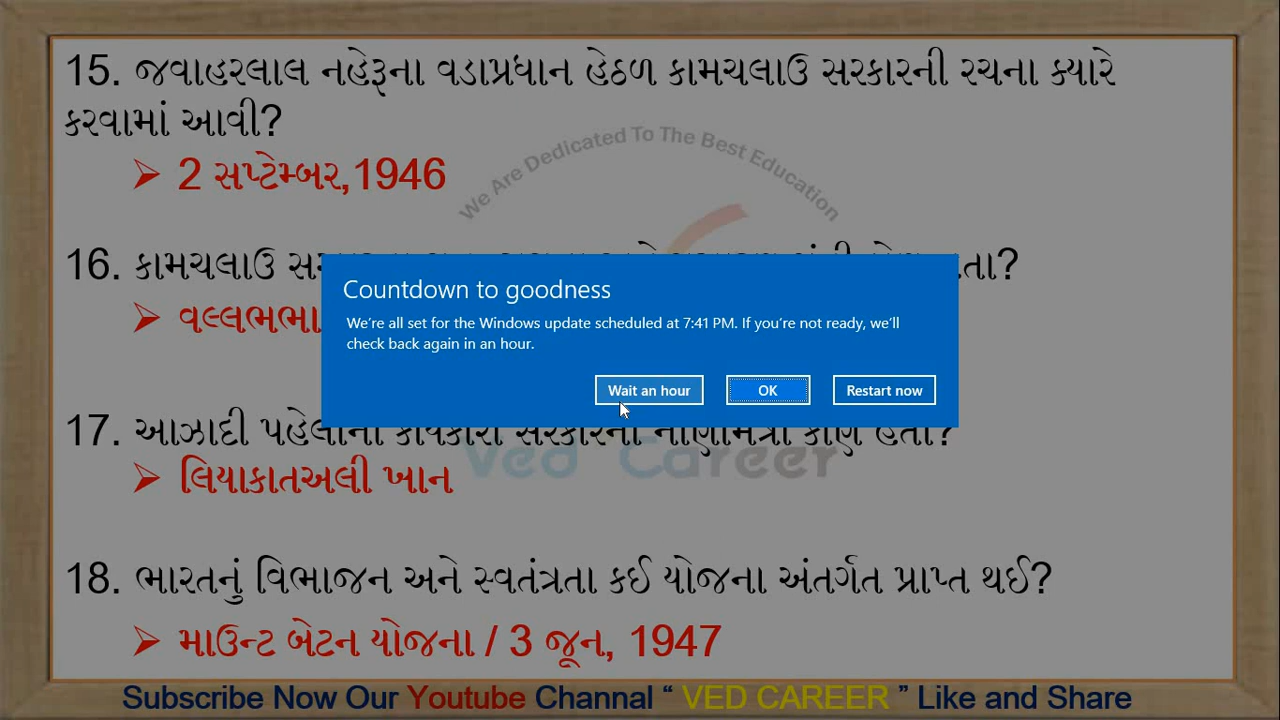 15. જવાહરલાલ નહેરૂના વડાપ્રધાન હેઠળ કામચલાઉ સરકારની રચના ક્યારે
કરવામાં આવી?
We Are Dedicated To The Best Education
➢ 2 સપ્ટેમ્બર,1946
16. કામચલાઉ
Countdown to goodness
We're all set for the Windows update scheduled at 7:41 PM. If you're not ready, we'll
check back again in an hour.
Wait an hour OK Restart now
17. આઝાદી પહેલાની સરકારના હતા?
Ved Career
➢ લિયાકતઅલી ખાન
18. ભારતનું વિભાજન અને સ્વતંત્રતા કઈ યોજના અંતર્ગત પ્રાપ્ત થઈ?
➢ માઉન્ટ બેટન યોજના / 3 જૂન, 1947
Subscribe Now Our Youtube Channal “ VED CAREER ” Like and Share